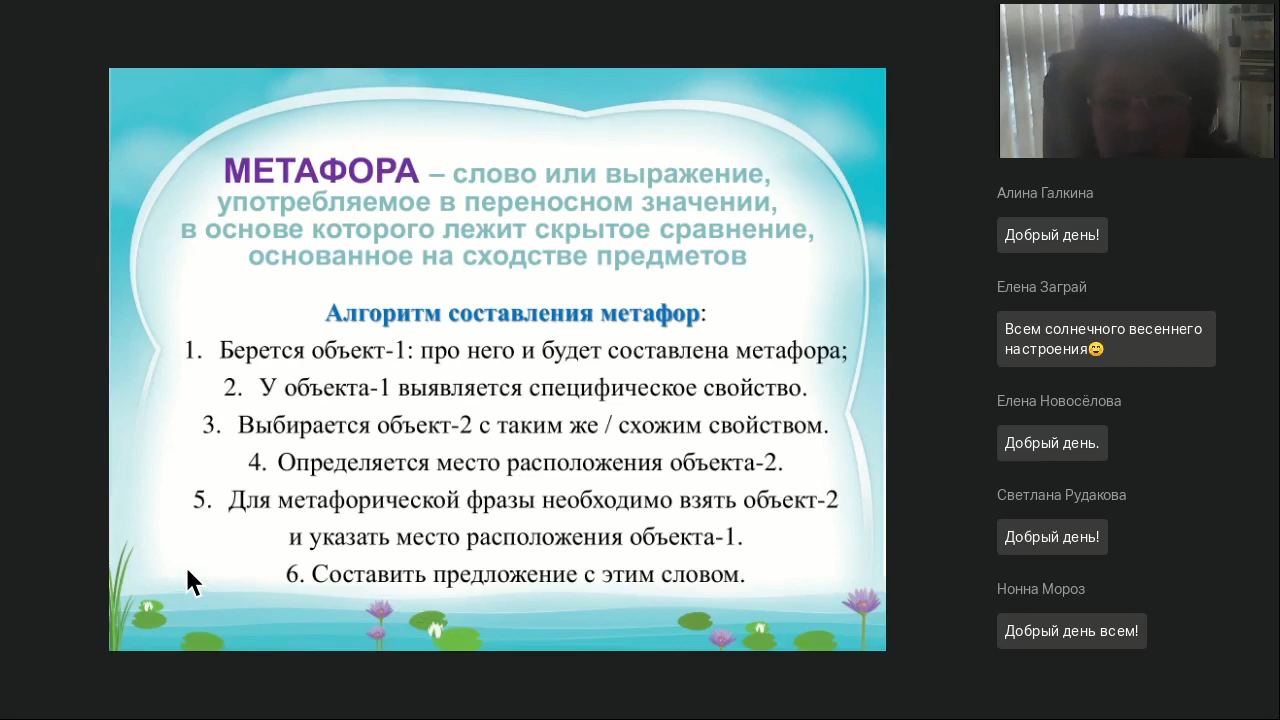 МЕТАФОРА – слово или выражение,
употребляемое в переносном значении,
в основе которого лежит скрытое сравнение,
основанное на сходстве предметов
Алгоритм составления метафор:
1. Берется объект-1: про него и будет составлена метафора;
2. У объекта-1 выявляется специфическое свойство.
3. Выбирается объект-2 с таким же / схожим свойством.
4. Определяется место расположения объекта-2.
5. Для метафорической фразы необходимо взять объект-2
и указать место расположения объекта-1.
6. Составить предложение с этим словом.
Алина Галкина
Добрый день!
Елена Заграй
Всем солнечного весеннего
настроения😊
Елена Новосёлова
Добрый день.
Светлана Рудакова
Добрый день!
Нонна Мороз
Добрый день всем!